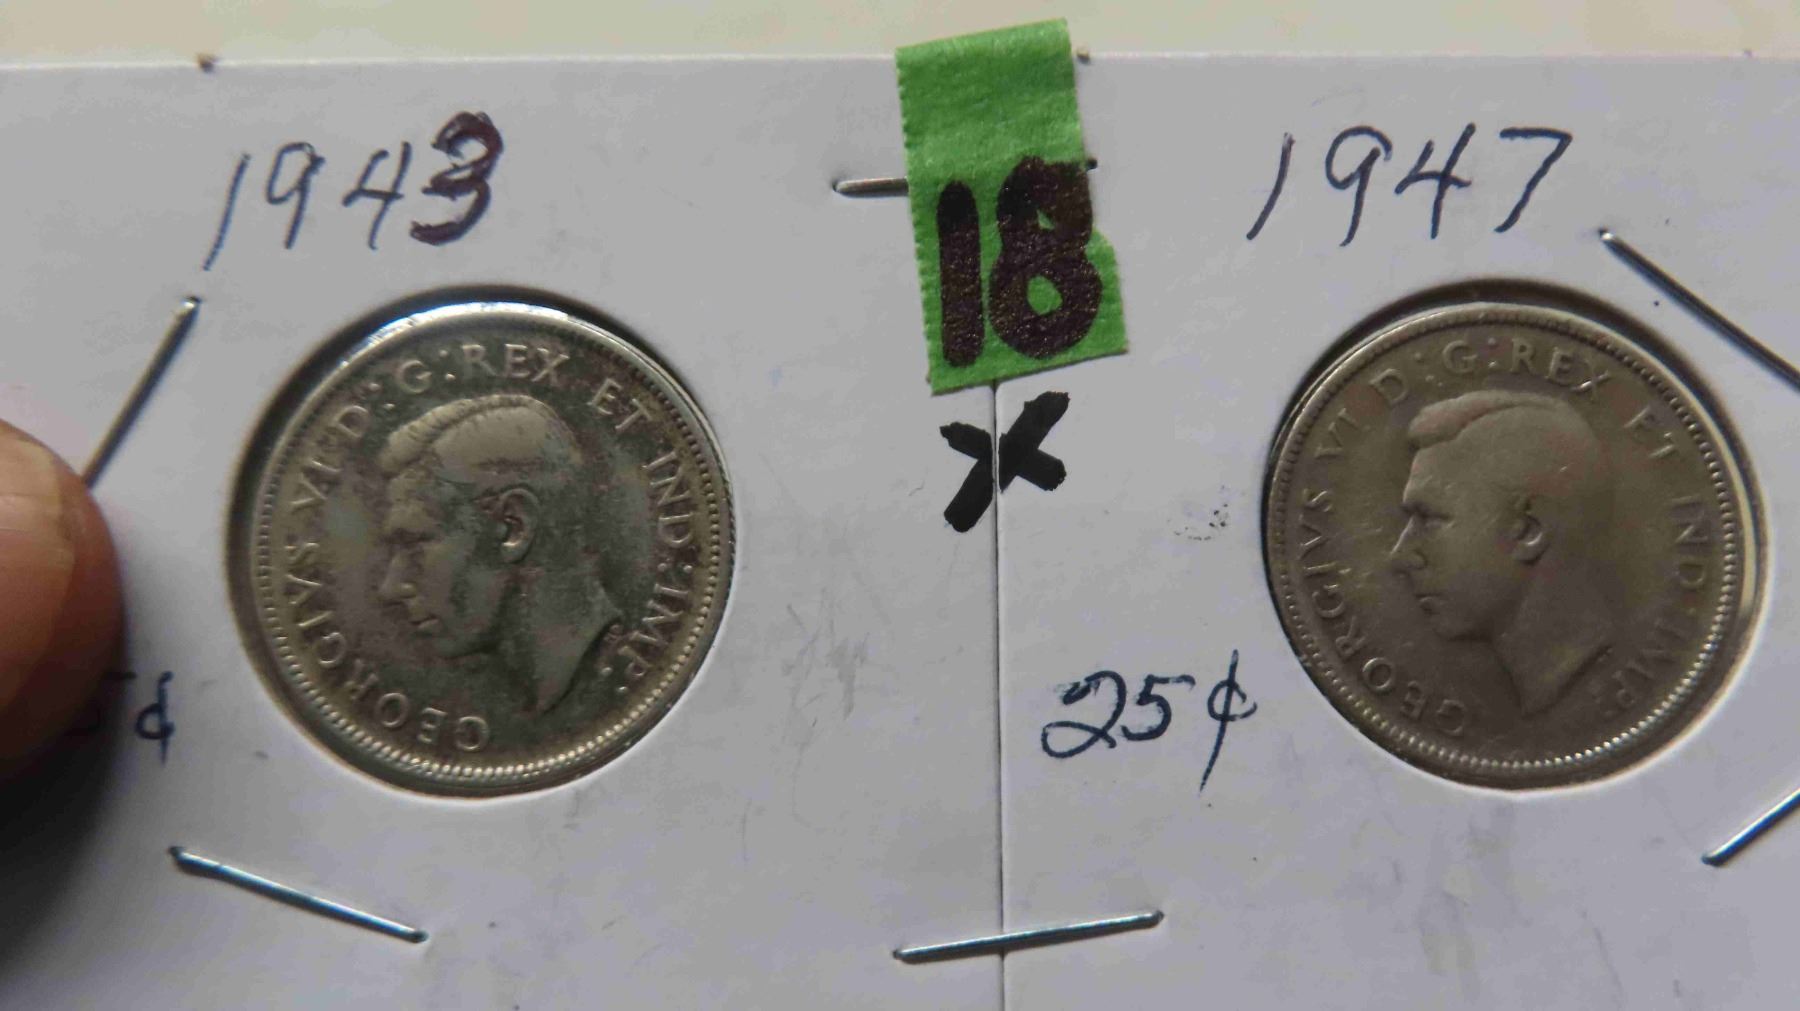 1943
18
1947
X
GEORGIVS VI D:G:REX ET IND:IMP:
GEORGIVS VI D:G:REX ET IND:IMP:
¢
25¢